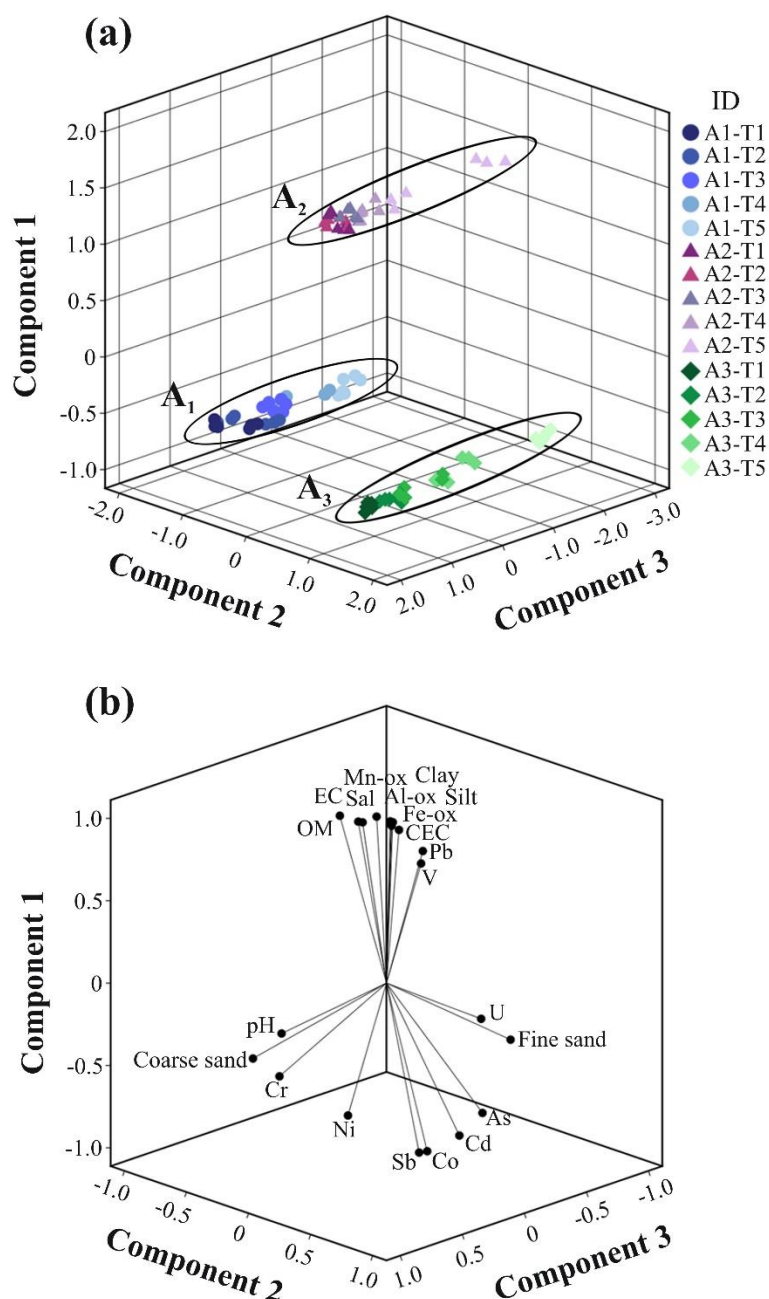 (a)
ID
A1-T1
A1-T2
A1-T3
A1-T4
A1-T5
A2-T1
A2-T2
A2-T3
A2-T4
A2-T5
A3-T1
A3-T2
A3-T3
A3-T4
A3-T5
A2
A1
A3
Component 1
2.0
1.5
1.0
0.5
0
-0.5
-1.0
-2.0
-1.0
0
1.0
2.0
Component 2
2.0
1.0
0
-1.0
-2.0
-3.0
Component 3
(b)
Mn-ox Clay
EC Sal Al-ox Silt
OM Fe-ox
CEC
Pb
V
U
Fine sand
pH
Coarse sand
Cr
Ni
As
Cd
Sb Co
Component 1
1.0
0.5
0
-0.5
-1.0
-1.0
-0.5
0
0.5
1.0
Component 2
1.0
0.5
0
-0.5
-1.0
Component 3